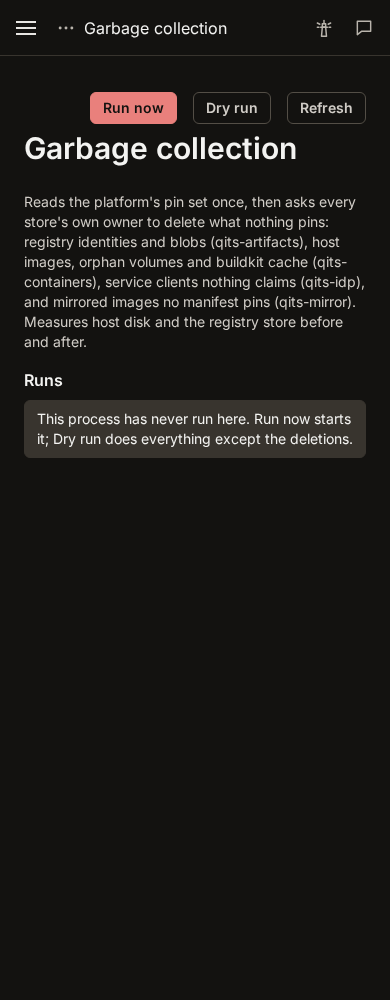 Garbage collection
Run now
Dry run
Refresh
Garbage collection
Reads the platform's pin set once, then asks every
store's own owner to delete what nothing pins:
registry identities and blobs (qits-artifacts), host
images, orphan volumes and buildkit cache (qits-
containers), service clients nothing claims (qits-idp),
and mirrored images no manifest pins (qits-mirror).
Measures host disk and the registry store before
and after.
Runs
This process has never run here. Run now starts
it; Dry run does everything except the deletions.